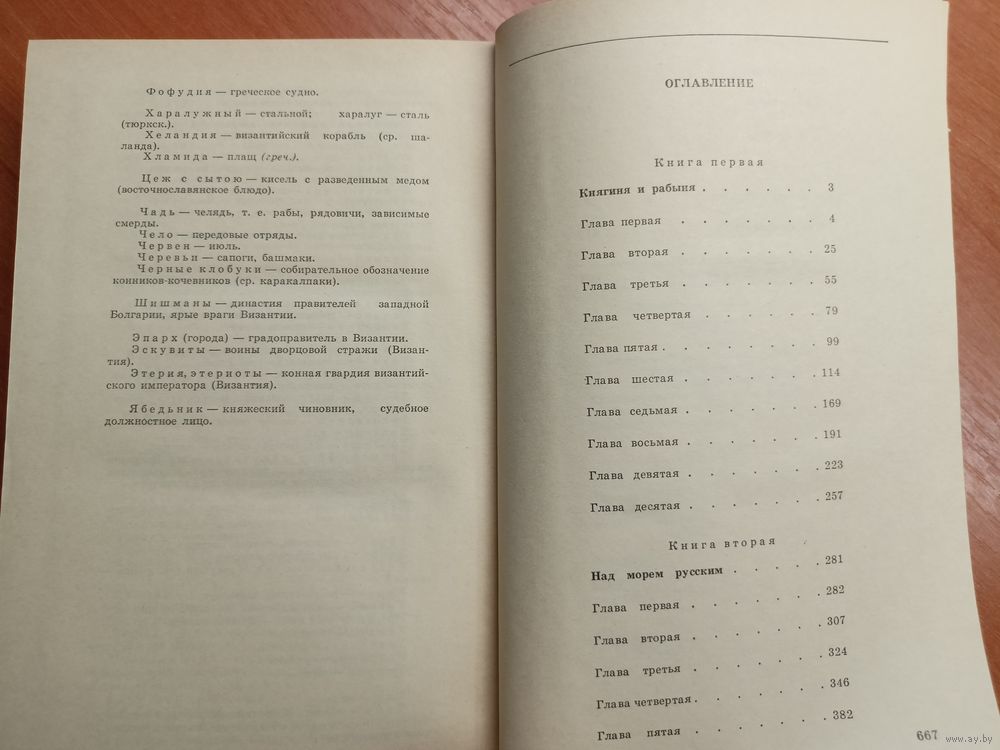 Фофудия — греческое судно.
Харалужный — стальной; харалуг — сталь
(тюркск.).
Хеландия — византийский корабль (ср. ша-
ланда).
Хламида — плащ (греч.).
Цеж с сытою — кисель с разведенным медом
(восточнославянское блюдо).
Чадь — челядь, т. е. рабы, рядовичи, зависимые
смерды.
Чело — передовые отряды.
Червен — июль.
Черевьи — сапоги, башмаки.
Черные клобуки — собирательное обозначение
конников-кочевников (ср. каракалпаки).
Шишманы — династия правителей западной
Болгарии, ярые враги Византии.
Эпарх (города) — градоправитель в Византии.
Эскувиты — воины дворцовой стражи (Визан-
тия).
Этерия, этериоты — конная гвардия византий-
ского императора (Византия).
Ябедьник — княжеский чиновник, судебное
должностное лицо.
ОГЛАВЛЕНИЕ
Книга первая
Княгиня и рабыня . . . . . . 3
Глава первая . . . . . . . 4
Глава вторая . . . . . . . 25
Глава третья . . . . . . . 55
Глава четвертая . . . . . . 79
Глава пятая . . . . . . . . 99
Глава шестая . . . . . . . 114
Глава седьмая . . . . . . . 169
Глава восьмая . . . . . . . 191
Глава девятая . . . . . . . 223
Глава десятая . . . . . . . 257
Книга вторая
Над морем русским . . . . . 281
Глава первая . . . . . . . 282
Глава вторая . . . . . . . 307
Глава третья . . . . . . . 324
Глава четвертая . . . . . . . 346
Глава пятая . . . . . . . 382
667
www.ay.by